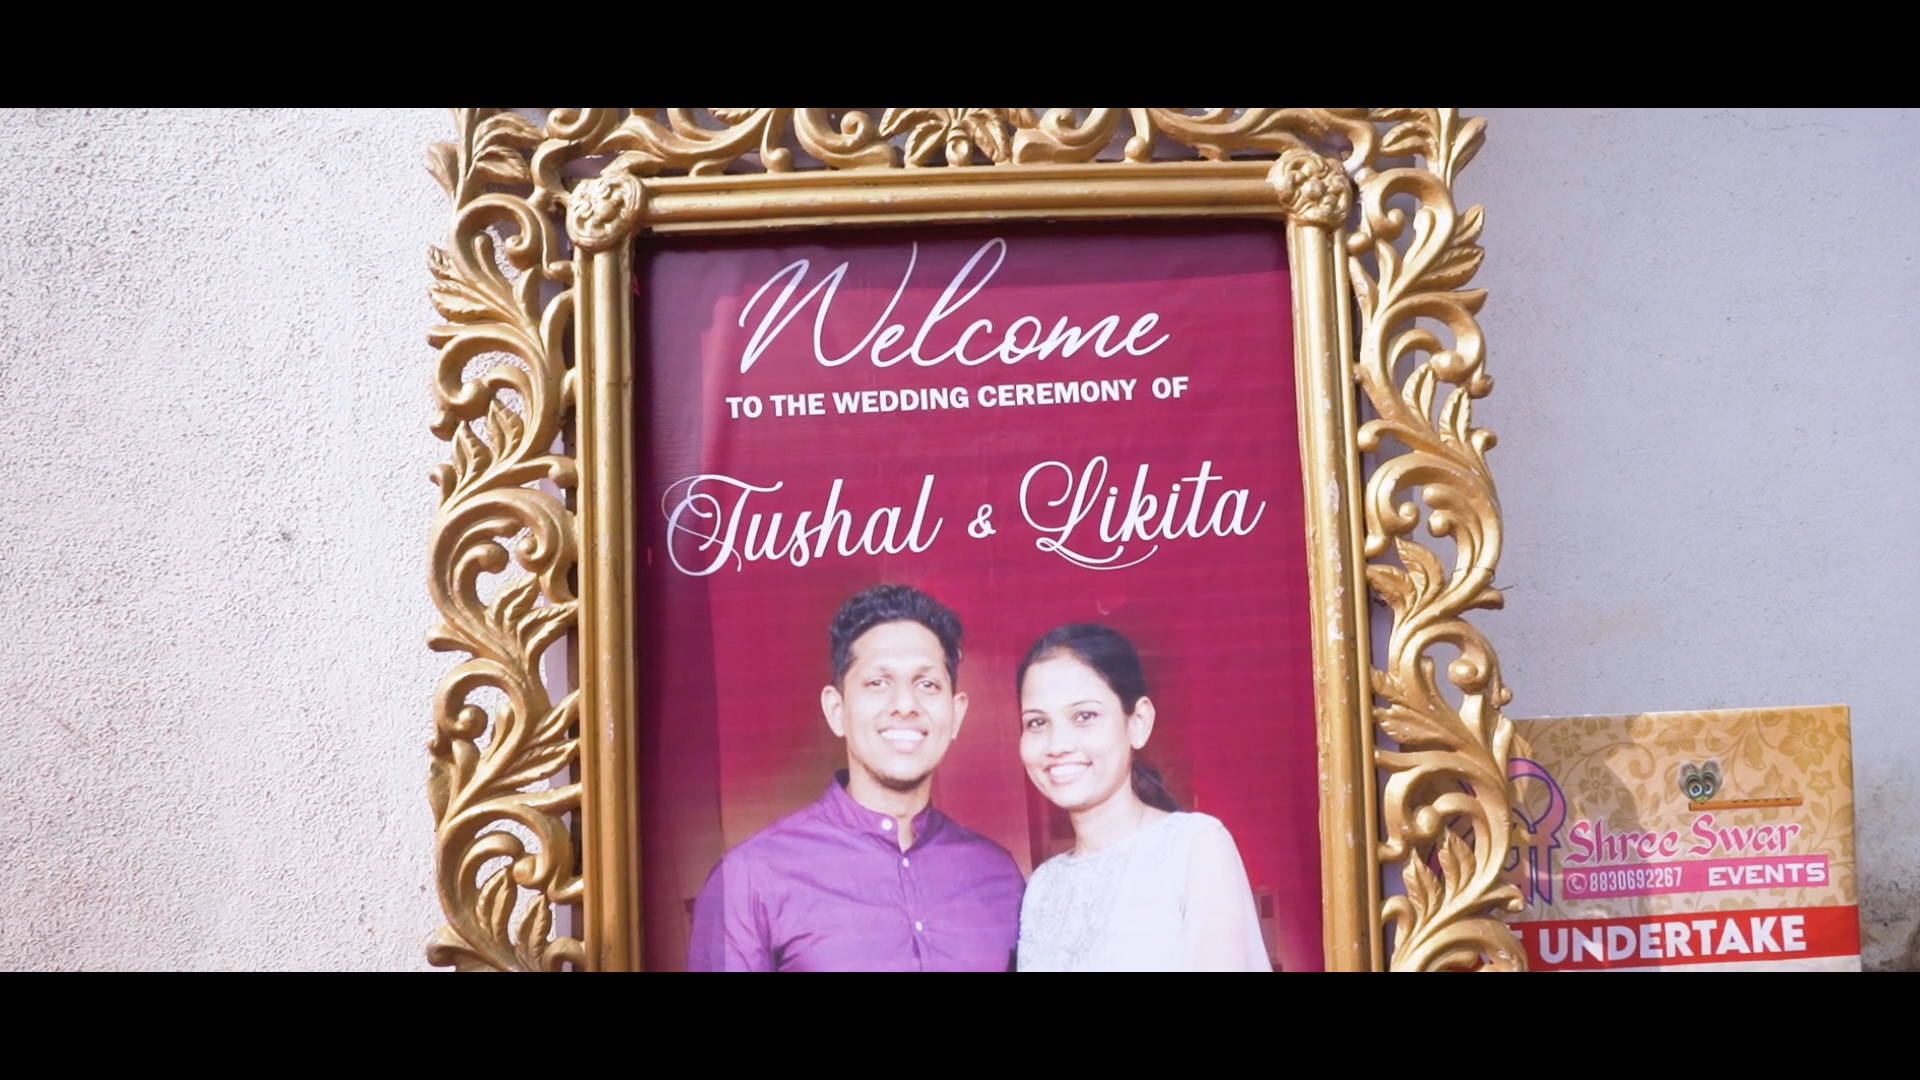 Welcome
TO THE WEDDING CEREMONY OF
Tushal & Likita
श्री
Shree Swar
8830692267 EVENTS
UNDERTAKE